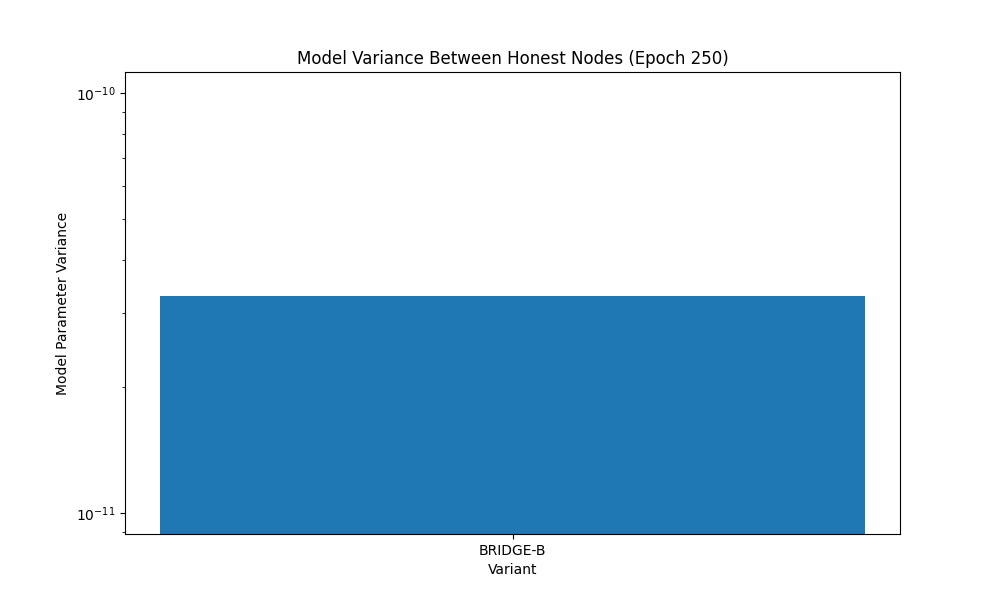 Model Variance Between Honest Nodes (Epoch 250)
10⁻¹⁰
Model Parameter Variance
10⁻¹¹
BRIDGE-B
Variant